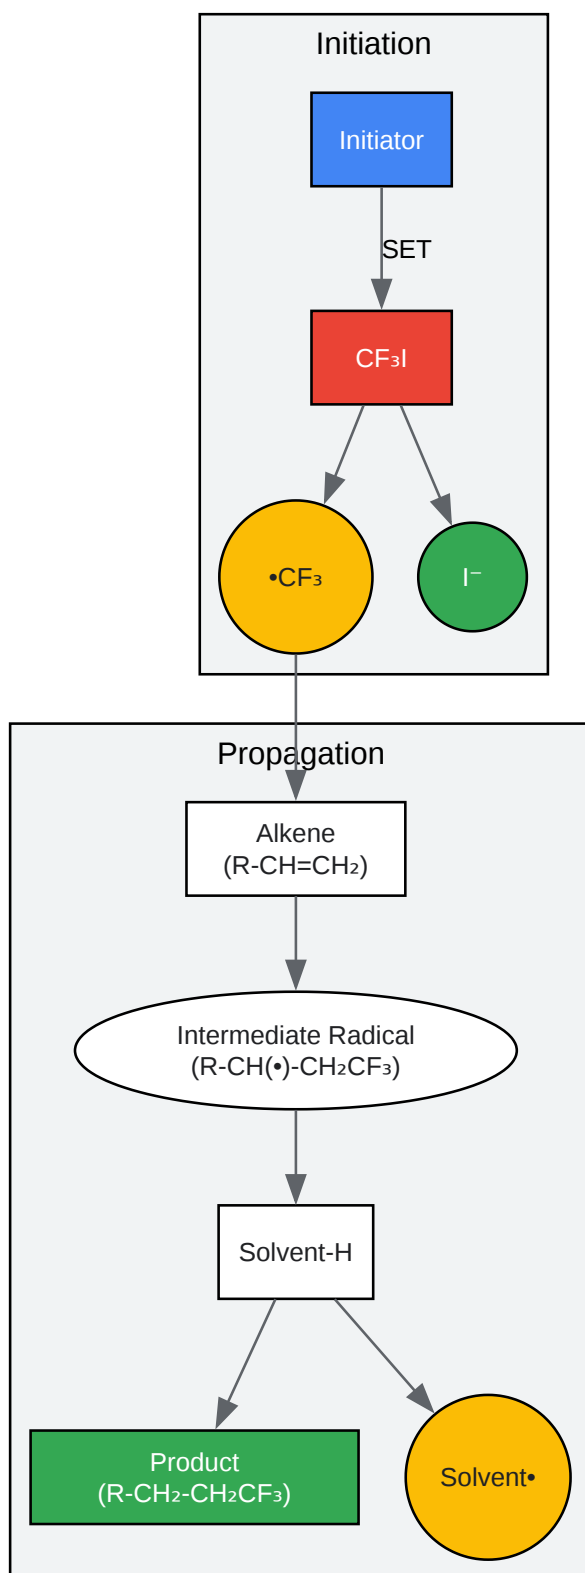 Initiation
Initiator
SET
CF₃I
•CF₃
I⁻
Propagation
Alkene
(R-CH=CH₂)
Intermediate Radical
(R-CH(•)-CH₂CF₃)
Solvent-H
Product
(R-CH₂-CH₂CF₃)
Solvent•